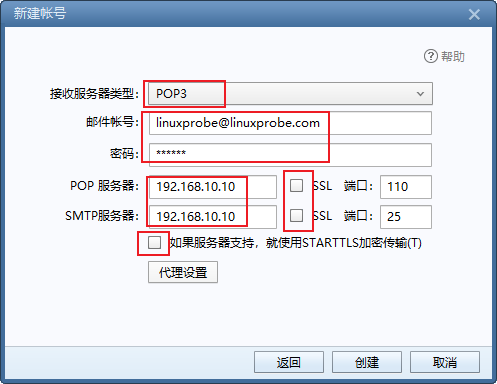 新建帐号
帮助
接收服务器类型： POP3
邮件帐号： linuxprobe@linuxprobe.com
密码： ******
POP 服务器： 192.168.10.10 SSL 端口： 110
SMTP服务器： 192.168.10.10 SSL 端口： 25
如果服务器支持，就使用STARTTLS加密传输(T)
代理设置
返回 创建 取消